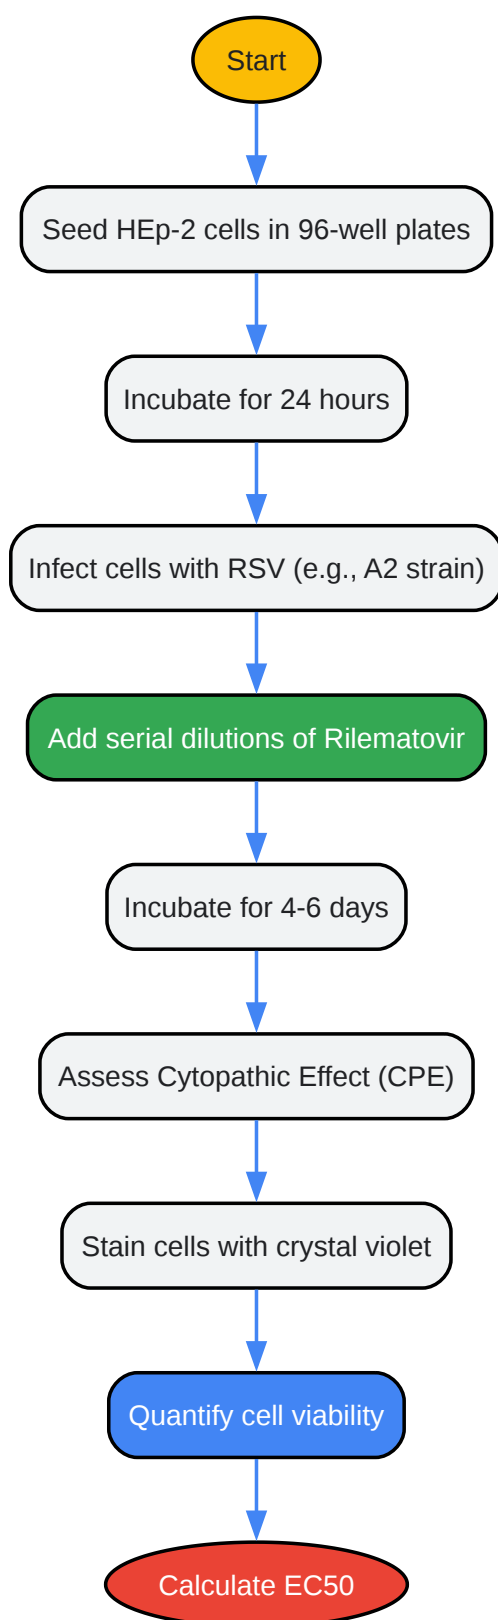 Start
Seed HEp-2 cells in 96-well plates
Incubate for 24 hours
Infect cells with RSV (e.g., A2 strain)
Add serial dilutions of Rilematovir
Incubate for 4-6 days
Assess Cytopathic Effect (CPE)
Stain cells with crystal violet
Quantify cell viability
Calculate EC50